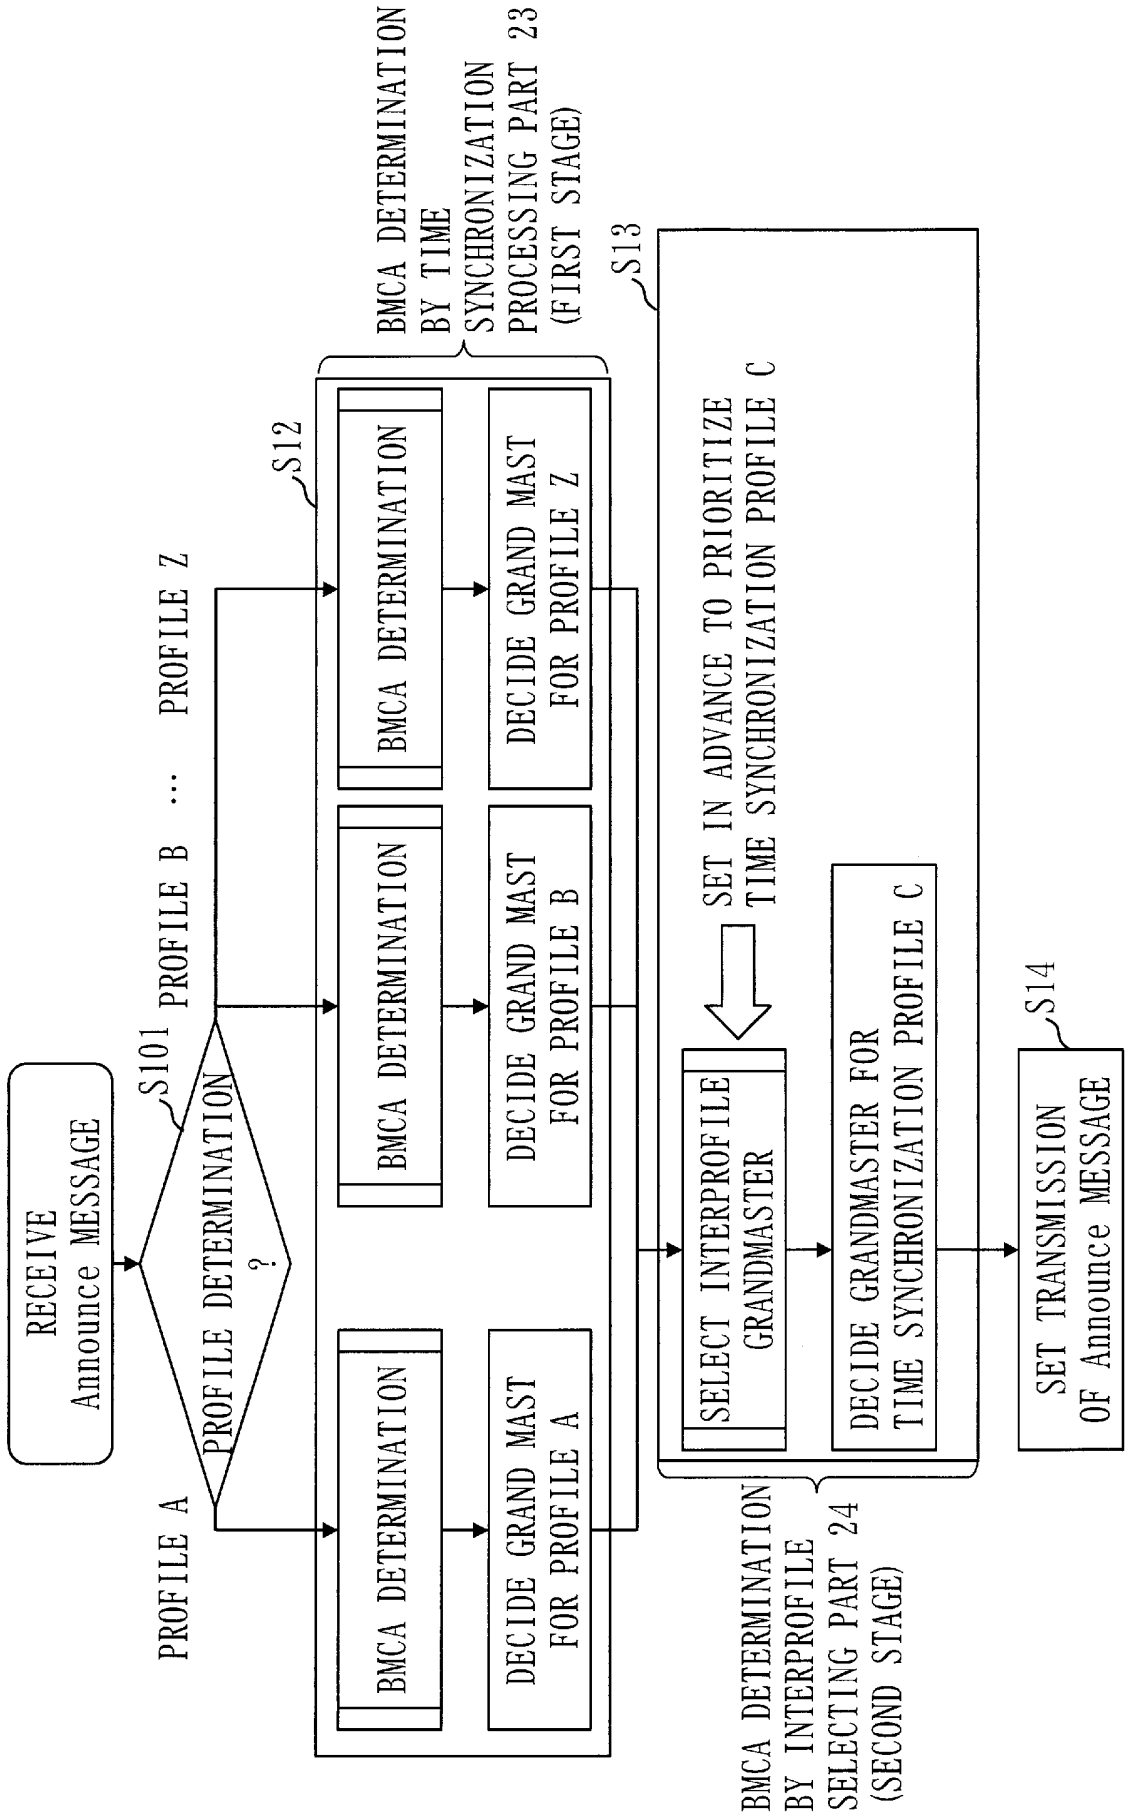 RECEIVE
Announce MESSAGE
S101
PROFILE DETERMINATION
?
PROFILE A
PROFILE B
...
PROFILE Z
S12
BMCA DETERMINATION
BMCA DETERMINATION
BMCA DETERMINATION
DECIDE GRAND MAST
FOR PROFILE A
DECIDE GRAND MAST
FOR PROFILE B
DECIDE GRAND MAST
FOR PROFILE Z
BMCA DETERMINATION
BY TIME
SYNCHRONIZATION
PROCESSING PART 23
(FIRST STAGE)
S13
SELECT INTERPROFILE
GRANDMASTER
SET IN ADVANCE TO PRIORITIZE
TIME SYNCHRONIZATION PROFILE C
DECIDE GRANDMASTER FOR
TIME SYNCHRONIZATION PROFILE C
BMCA DETERMINATION
BY INTERPROFILE
SELECTING PART 24
(SECOND STAGE)
S14
SET TRANSMISSION
OF Announce MESSAGE